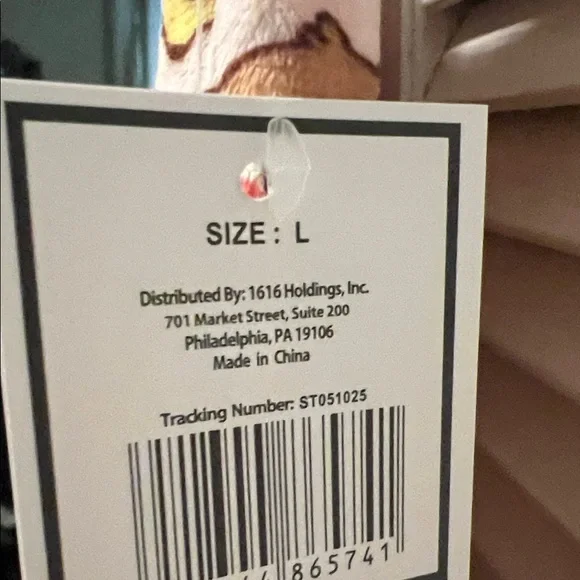 SIZE : L
Distributed By: 1616 Holdings, Inc.
701 Market Street, Suite 200
Philadelphia, PA 19106
Made in China
Tracking Number: ST051025
865741